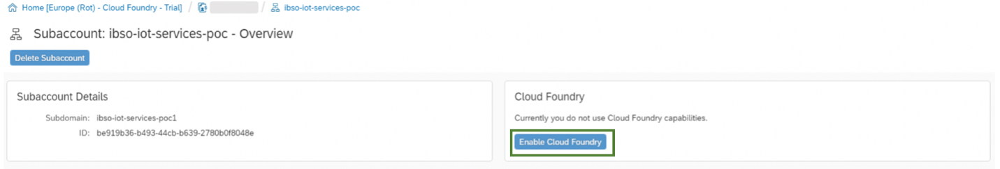 Home [Europe (Rot) - Cloud Foundry - Trial] / / ibso-iot-services-poc
Subaccount: ibso-iot-services-poc - Overview
Delete Subaccount
Subaccount Details
Subdomain: ibso-iot-services-poc1
ID: be919b36-b493-44cb-b639-2780b0f8048e
Cloud Foundry
Currently you do not use Cloud Foundry capabilities.
Enable Cloud Foundry